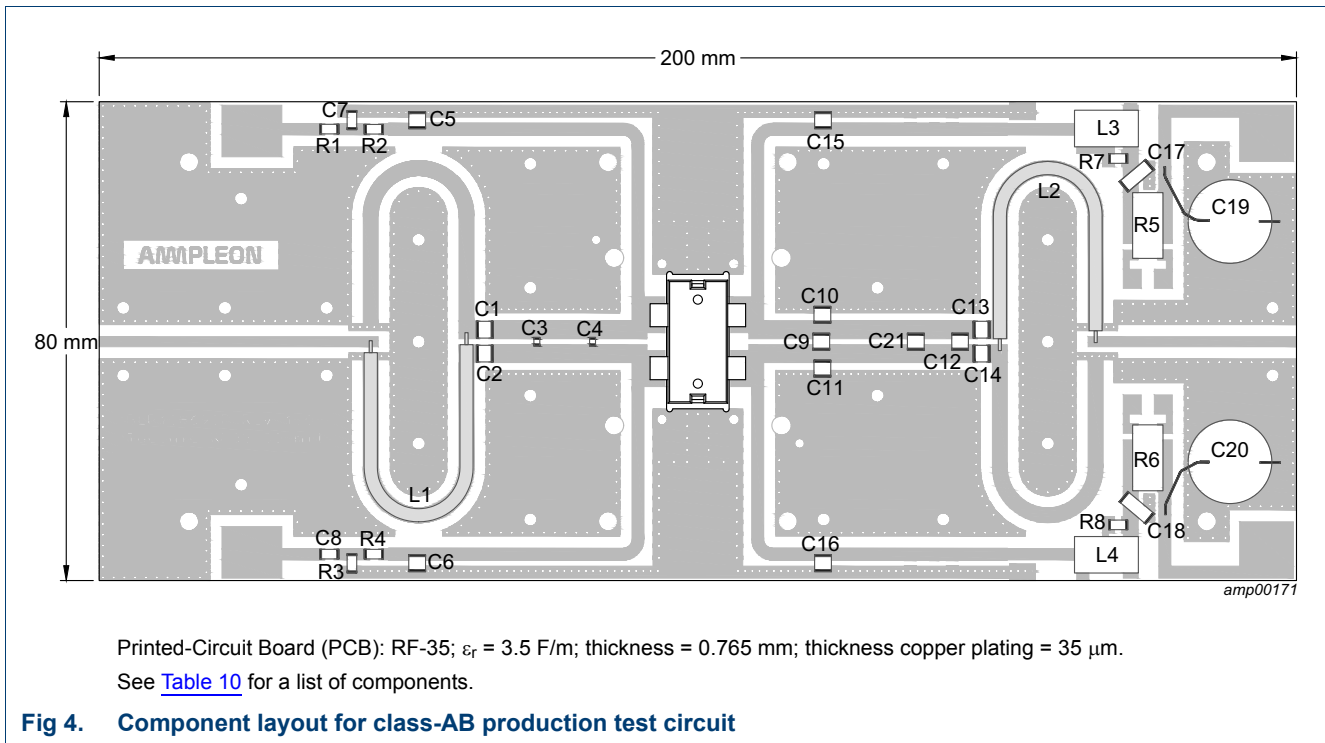 200 mm
80 mm
C7
C5
R1
R2
C15
L3
R7
C17
L2
C19
R5
AMPLEON
C1
C3
C4
C2
C10
C9
C11
C21
C12
C13
C14
L1
C8
R4
R3
C6
C16
R6
C20
R8
C18
L4
amp00171
Printed-Circuit Board (PCB): RF-35; εr = 3.5 F/m; thickness = 0.765 mm; thickness copper plating = 35 μm.
See Table 10 for a list of components.
Fig 4. Component layout for class-AB production test circuit